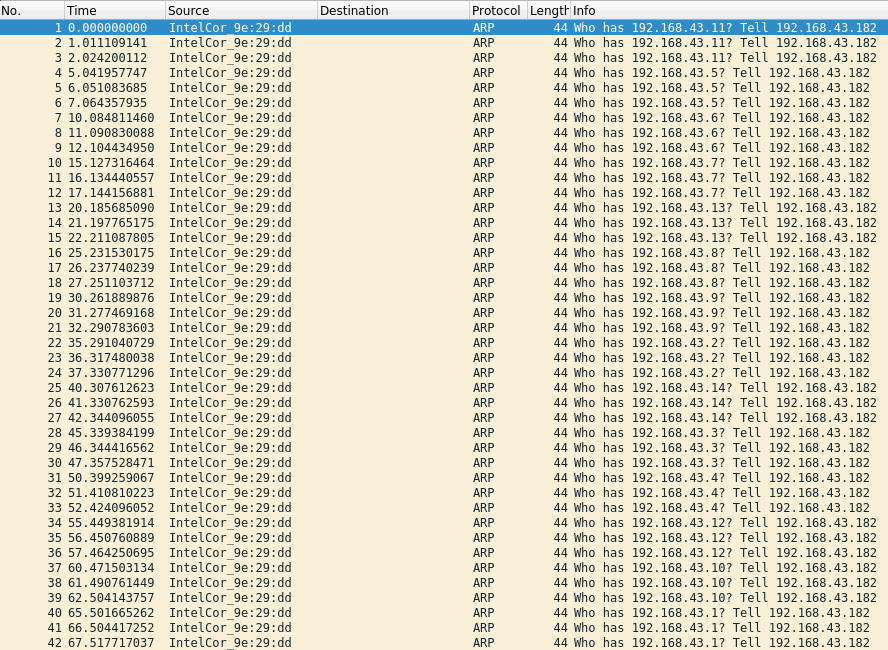 No. Time Source Destination Protocol Length Info
1 0.000000000 IntelCor_9e:29:dd ARP 44 Who has 192.168.43.11? Tell 192.168.43.182
2 1.011109141 IntelCor_9e:29:dd ARP 44 Who has 192.168.43.11? Tell 192.168.43.182
3 2.024200112 IntelCor_9e:29:dd ARP 44 Who has 192.168.43.11? Tell 192.168.43.182
4 5.041957747 IntelCor_9e:29:dd ARP 44 Who has 192.168.43.5? Tell 192.168.43.182
5 6.051083685 IntelCor_9e:29:dd ARP 44 Who has 192.168.43.5? Tell 192.168.43.182
6 7.064357935 IntelCor_9e:29:dd ARP 44 Who has 192.168.43.5? Tell 192.168.43.182
7 10.084811460 IntelCor_9e:29:dd ARP 44 Who has 192.168.43.6? Tell 192.168.43.182
8 11.090830088 IntelCor_9e:29:dd ARP 44 Who has 192.168.43.6? Tell 192.168.43.182
9 12.104434950 IntelCor_9e:29:dd ARP 44 Who has 192.168.43.6? Tell 192.168.43.182
10 15.127316464 IntelCor_9e:29:dd ARP 44 Who has 192.168.43.7? Tell 192.168.43.182
11 16.134440557 IntelCor_9e:29:dd ARP 44 Who has 192.168.43.7? Tell 192.168.43.182
12 17.144156881 IntelCor_9e:29:dd ARP 44 Who has 192.168.43.7? Tell 192.168.43.182
13 20.185685090 IntelCor_9e:29:dd ARP 44 Who has 192.168.43.13? Tell 192.168.43.182
14 21.197765175 IntelCor_9e:29:dd ARP 44 Who has 192.168.43.13? Tell 192.168.43.182
15 22.211087805 IntelCor_9e:29:dd ARP 44 Who has 192.168.43.13? Tell 192.168.43.182
16 25.231530175 IntelCor_9e:29:dd ARP 44 Who has 192.168.43.8? Tell 192.168.43.182
17 26.237740239 IntelCor_9e:29:dd ARP 44 Who has 192.168.43.8? Tell 192.168.43.182
18 27.251103712 IntelCor_9e:29:dd ARP 44 Who has 192.168.43.8? Tell 192.168.43.182
19 30.261889876 IntelCor_9e:29:dd ARP 44 Who has 192.168.43.9? Tell 192.168.43.182
20 31.277469168 IntelCor_9e:29:dd ARP 44 Who has 192.168.43.9? Tell 192.168.43.182
21 32.290783603 IntelCor_9e:29:dd ARP 44 Who has 192.168.43.9? Tell 192.168.43.182
22 35.291040729 IntelCor_9e:29:dd ARP 44 Who has 192.168.43.2? Tell 192.168.43.182
23 36.317480038 IntelCor_9e:29:dd ARP 44 Who has 192.168.43.2? Tell 192.168.43.182
24 37.330771296 IntelCor_9e:29:dd ARP 44 Who has 192.168.43.2? Tell 192.168.43.182
25 40.307612623 IntelCor_9e:29:dd ARP 44 Who has 192.168.43.14? Tell 192.168.43.182
26 41.330762593 IntelCor_9e:29:dd ARP 44 Who has 192.168.43.14? Tell 192.168.43.182
27 42.344096055 IntelCor_9e:29:dd ARP 44 Who has 192.168.43.14? Tell 192.168.43.182
28 45.339384199 IntelCor_9e:29:dd ARP 44 Who has 192.168.43.3? Tell 192.168.43.182
29 46.344416562 IntelCor_9e:29:dd ARP 44 Who has 192.168.43.3? Tell 192.168.43.182
30 47.357528471 IntelCor_9e:29:dd ARP 44 Who has 192.168.43.3? Tell 192.168.43.182
31 50.399259067 IntelCor_9e:29:dd ARP 44 Who has 192.168.43.4? Tell 192.168.43.182
32 51.410810223 IntelCor_9e:29:dd ARP 44 Who has 192.168.43.4? Tell 192.168.43.182
33 52.424096052 IntelCor_9e:29:dd ARP 44 Who has 192.168.43.4? Tell 192.168.43.182
34 55.449381914 IntelCor_9e:29:dd ARP 44 Who has 192.168.43.12? Tell 192.168.43.182
35 56.450760889 IntelCor_9e:29:dd ARP 44 Who has 192.168.43.12? Tell 192.168.43.182
36 57.464250695 IntelCor_9e:29:dd ARP 44 Who has 192.168.43.12? Tell 192.168.43.182
37 60.471503134 IntelCor_9e:29:dd ARP 44 Who has 192.168.43.10? Tell 192.168.43.182
38 61.490761449 IntelCor_9e:29:dd ARP 44 Who has 192.168.43.10? Tell 192.168.43.182
39 62.504143757 IntelCor_9e:29:dd ARP 44 Who has 192.168.43.10? Tell 192.168.43.182
40 65.501665262 IntelCor_9e:29:dd ARP 44 Who has 192.168.43.1? Tell 192.168.43.182
41 66.504417252 IntelCor_9e:29:dd ARP 44 Who has 192.168.43.1? Tell 192.168.43.182
42 67.517717037 IntelCor_9e:29:dd ARP 44 Who has 192.168.43.1? Tell 192.168.43.182